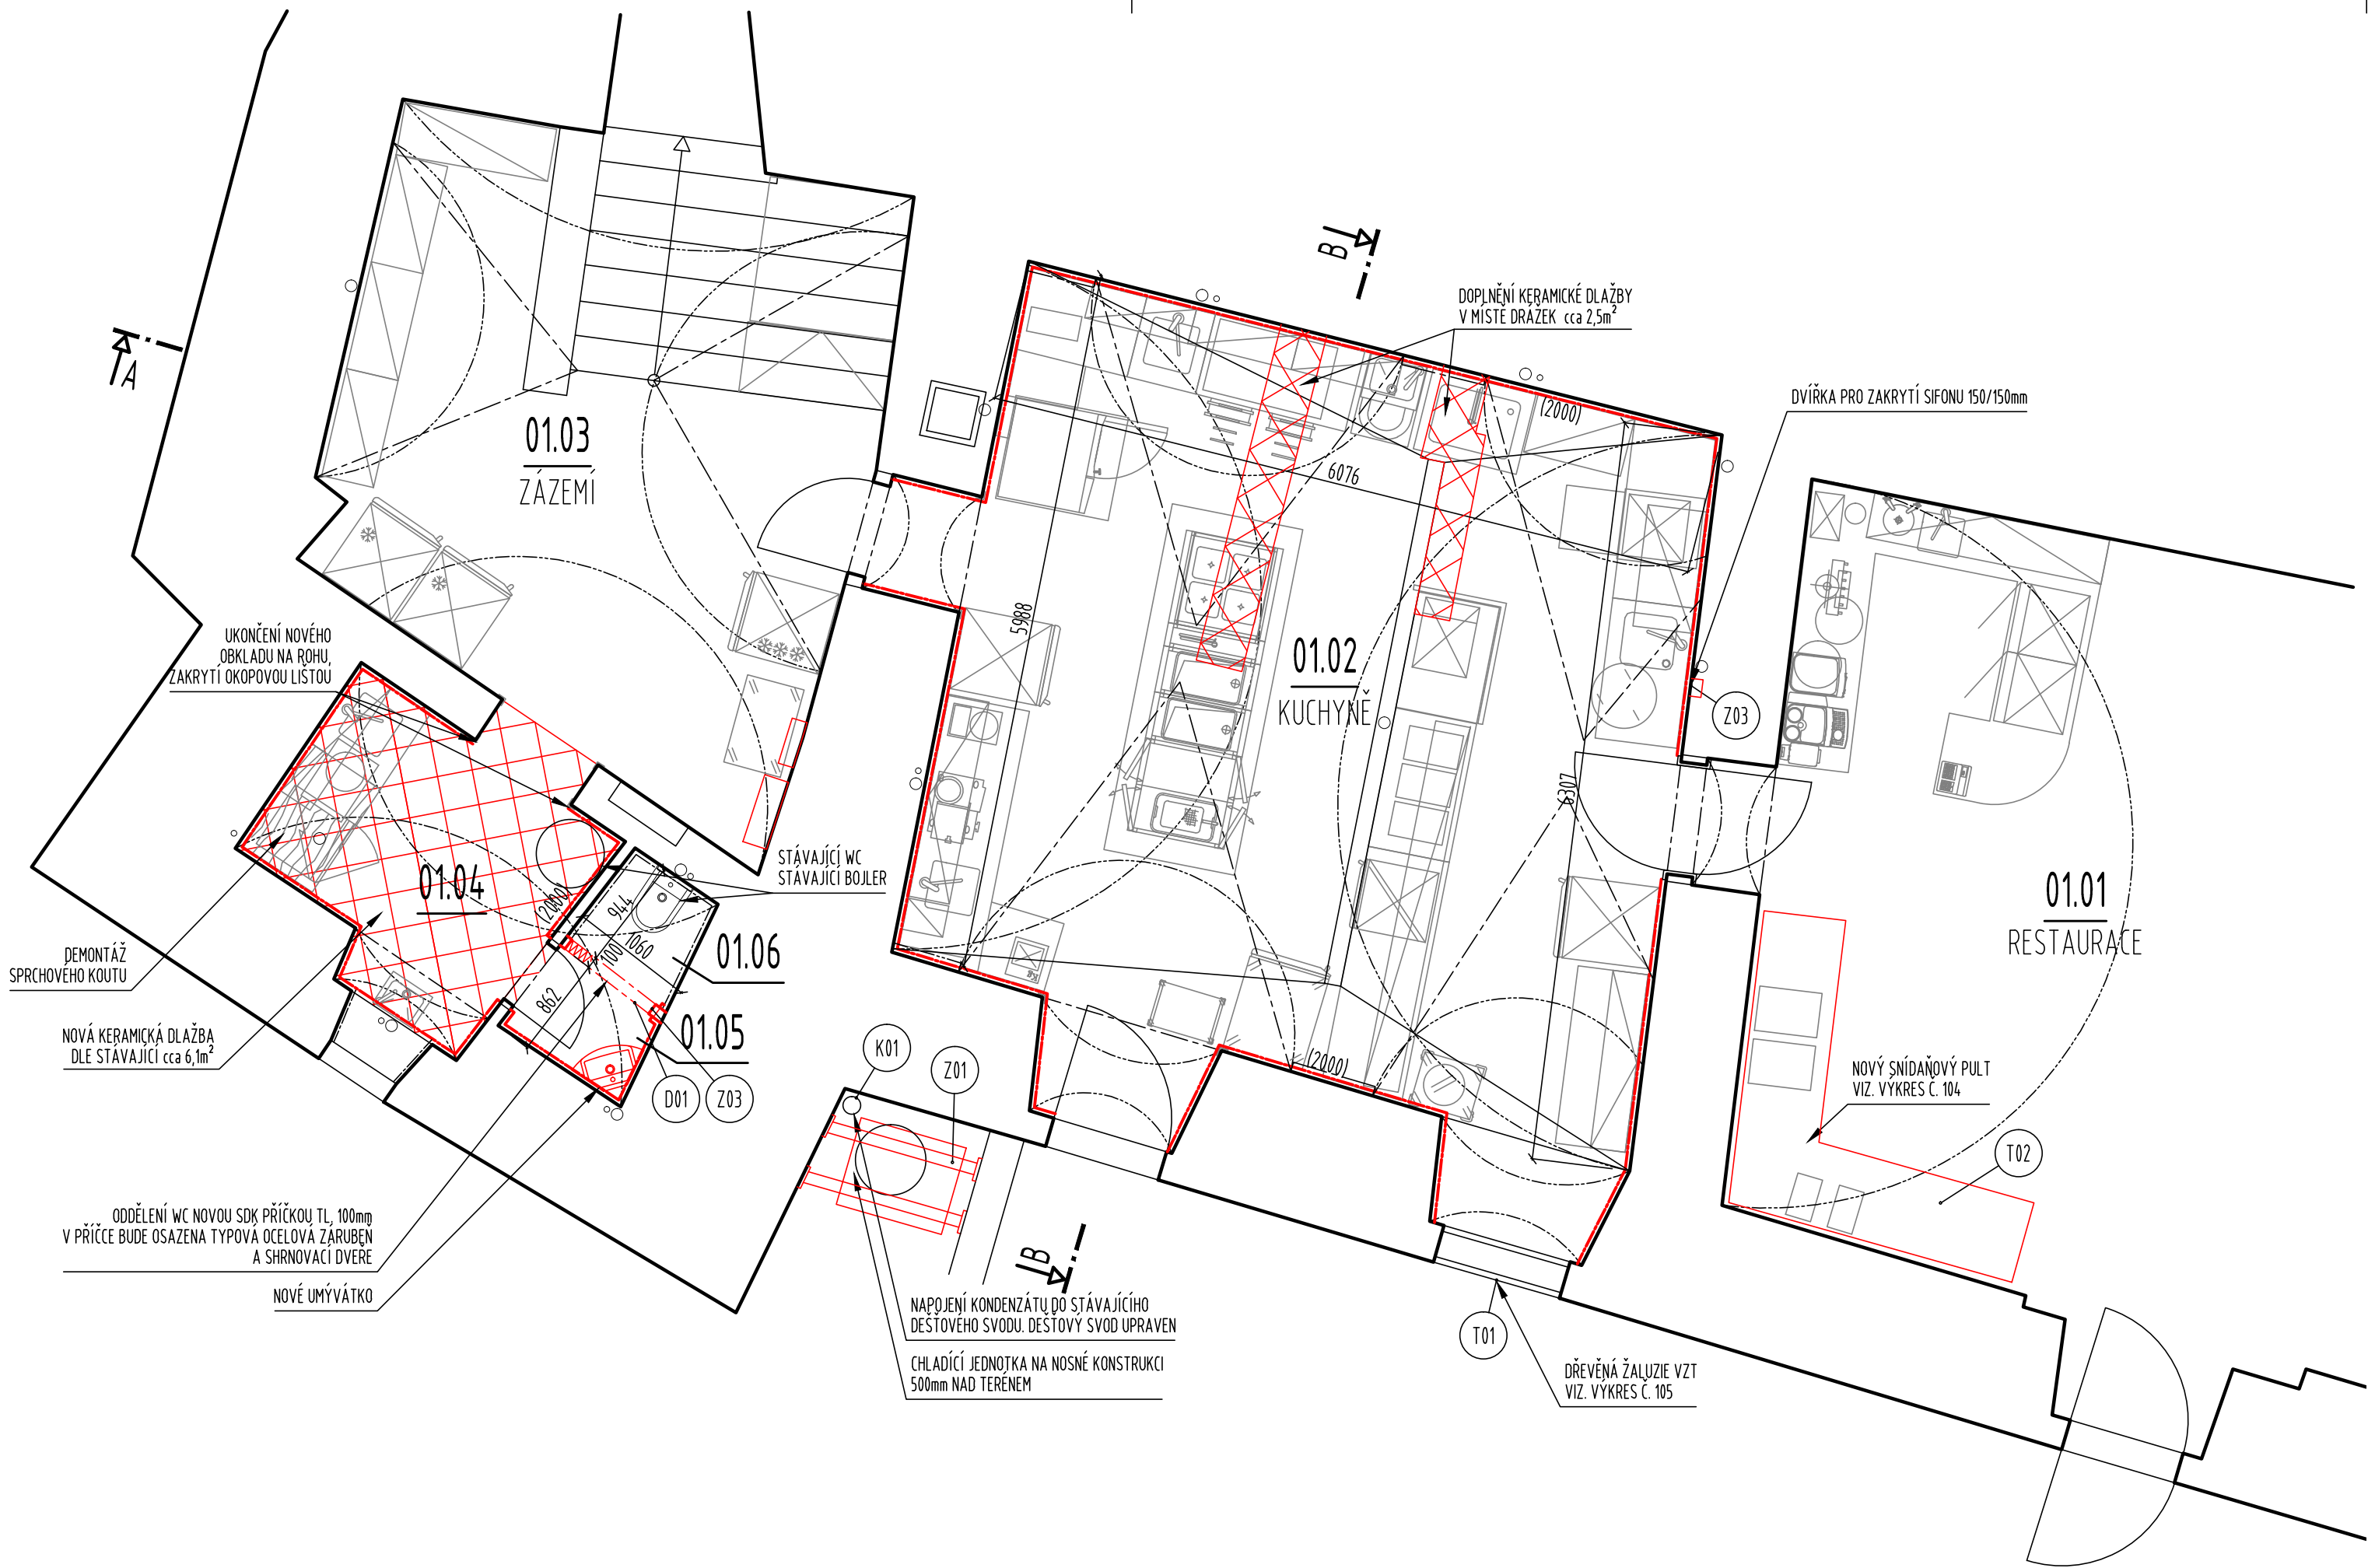 B
DOPLNĚNÍ KERAMICKÉ DLAŽBY
V MÍSTĚ DRÁŽEK cca 2,5m²
A
DVÍŘKA PRO ZAKRYTÍ SIFONU 150/150mm
(2000)
01.03
ZÁZEMÍ
6076
5988
UKONČENÍ NOVÉHO
OBKLADU NA ROHU,
ZAKRYTÍ OKOPOVOU LIŠTOU
01.02
KUCHYNĚ
Z03
6307
STÁVAJÍCÍ WC
STÁVAJÍCÍ BOJLER
01.04
(2000)
944
1060
100
862
01.06
01.01
RESTAURACE
DEMONTÁŽ
SPRCHOVÉHO KOUTU
NOVÁ KERAMICKÁ DLAŽBA
DLE STÁVAJÍCÍ cca 6,1m²
01.05
K01
Z01
D01
Z03
(2000)
NOVÝ SNÍDAŇOVÝ PULT
VIZ. VÝKRES Č. 104
T02
ODDĚLENÍ WC NOVOU SDK PŘÍČKOU TL. 100mm
V PŘÍČCE BUDE OSAZENA TYPOVÁ OCELOVÁ ZÁRUBEŇ
A SHRNOVACÍ DVEŘE
NOVÉ UMÝVÁTKO
B
NAPOJENÍ KONDENZÁTU DO STÁVAJÍCÍHO
DEŠŤOVÉHO SVODU. DEŠŤOVÝ SVOD UPRAVEN
CHLADÍCÍ JEDNOTKA NA NOSNÉ KONSTRUKCI
500mm NAD TERÉNEM
T01
DŘEVĚNÁ ŽALUZIE VZT
VIZ. VÝKRES Č. 105